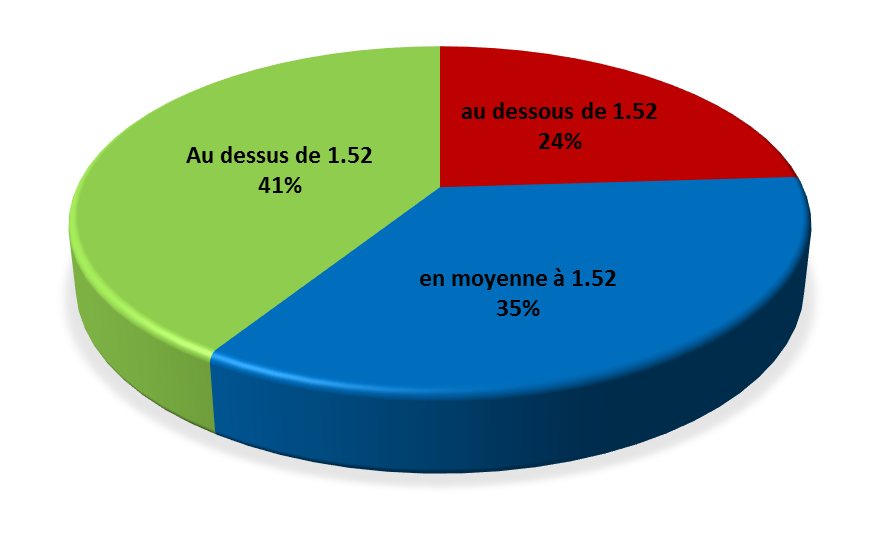 au dessous de 1.52
24%
Au dessus de 1.52
41%
en moyenne à 1.52
35%